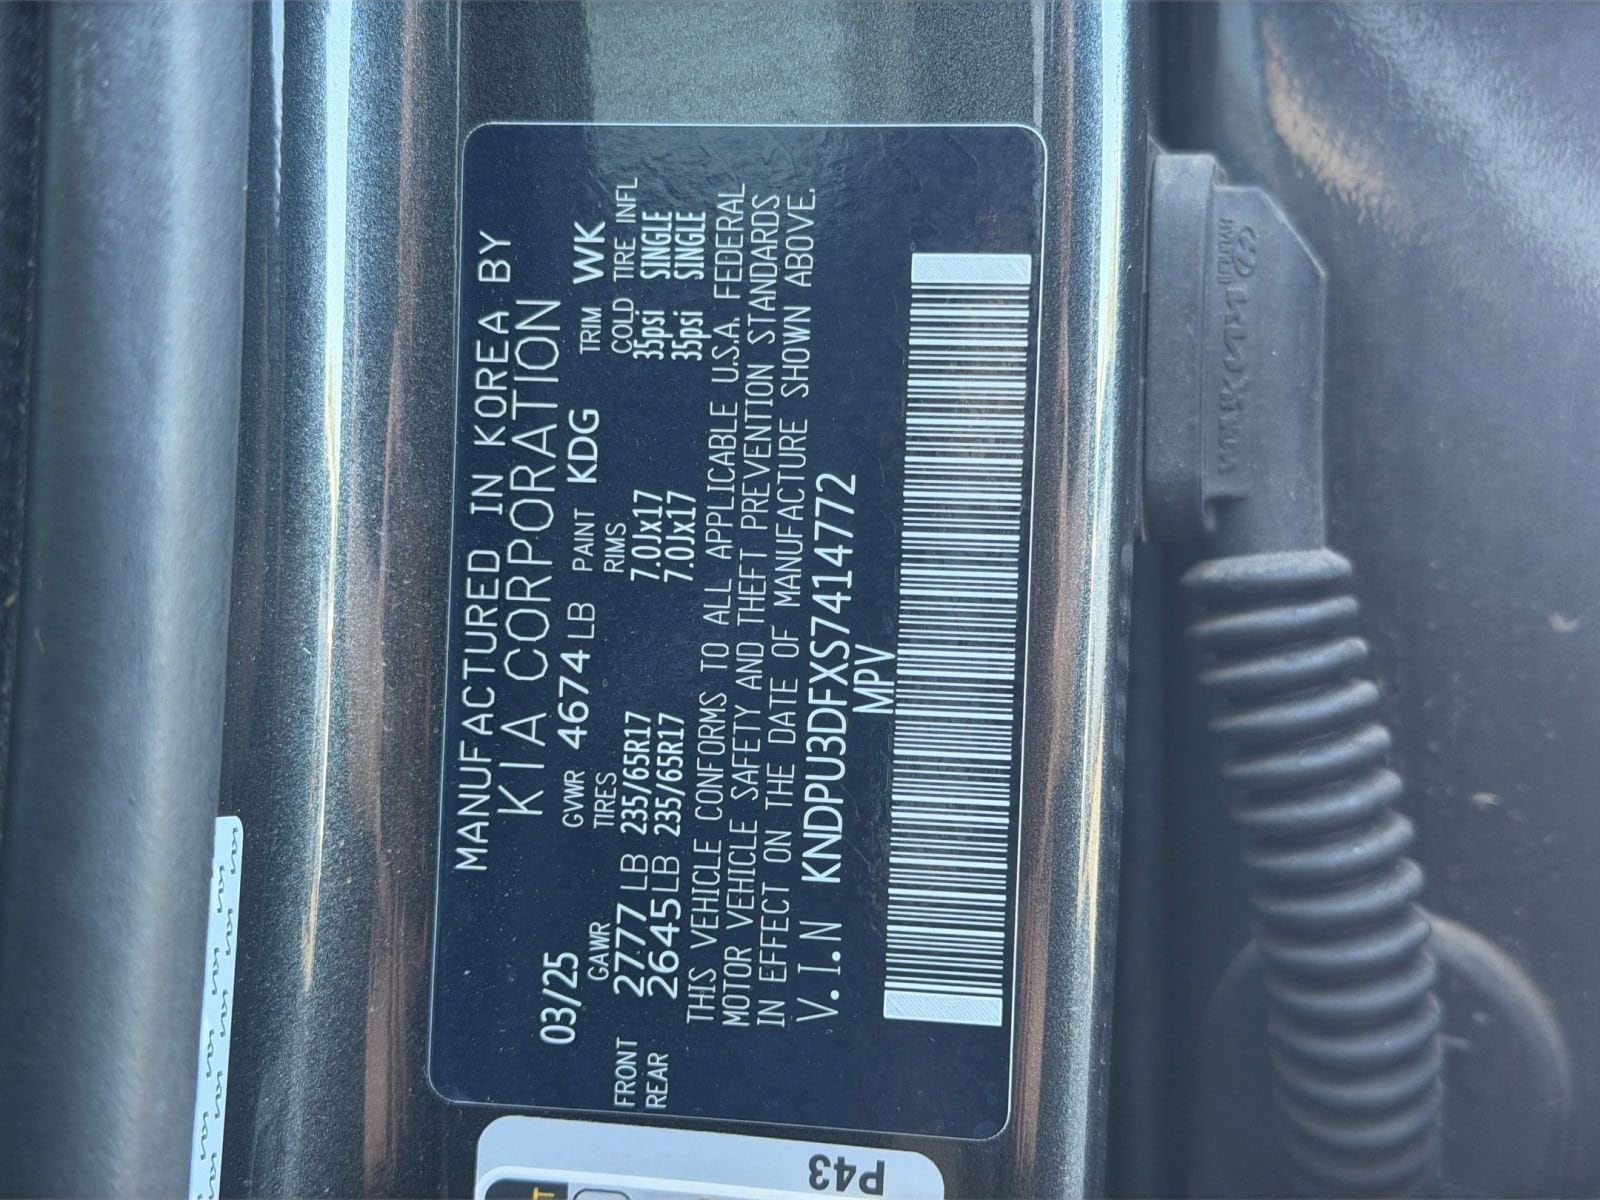 MANUFACTURED IN KOREA BY
KIA CORPORATION
03/25 GVWR 4674 LB PAINT KDG TRIM WK
GAWR TIRES RIMS COLD TIRE INFL
FRONT 2777 LB 235/65R17 7.0Jx17 35psi SINGLE
REAR 2645 LB 235/65R17 7.0Jx17 35psi SINGLE
THIS VEHICLE CONFORMS TO ALL APPLICABLE U.S.A. FEDERAL
MOTOR VEHICLE SAFETY AND THEFT PREVENTION STANDARDS
IN EFFECT ON THE DATE OF MANUFACTURE SHOWN ABOVE.
V.I.N KNDPU3DFXS7414772
MPV
P43